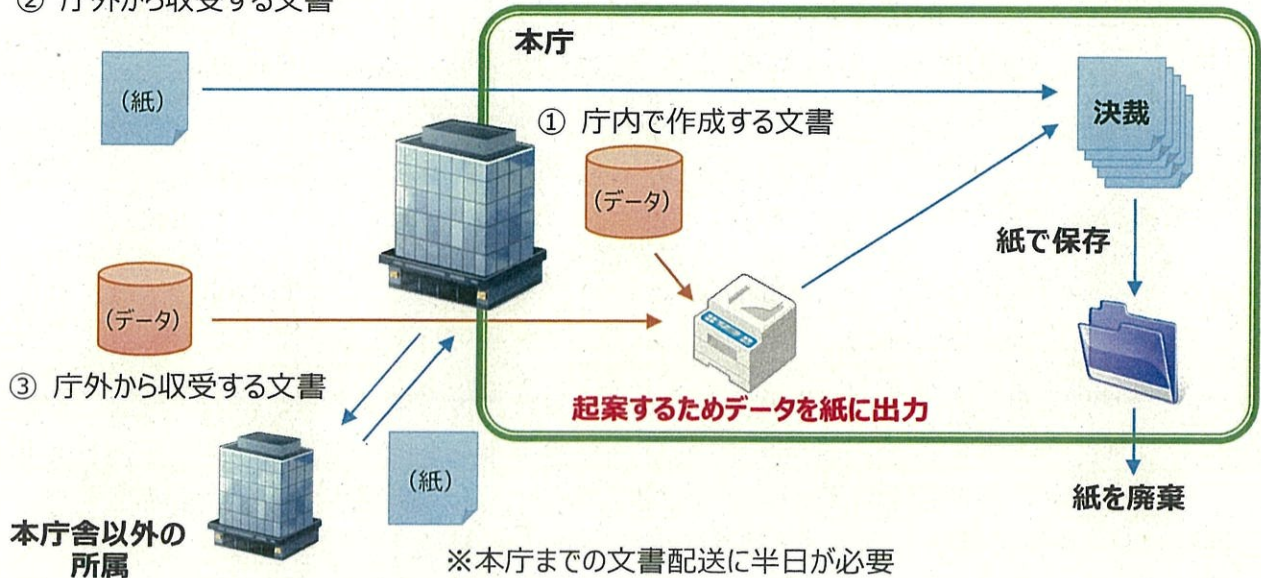 ② 庁外から収受する文書
本庁
(紙)
決裁
① 庁内で作成する文書
(データ)
紙で保存
(データ)
③ 庁外から収受する文書
起案するためデータを紙に出力
(紙)
紙を廃棄
本庁舎以外の
所属
※本庁までの文書配送に半日が必要